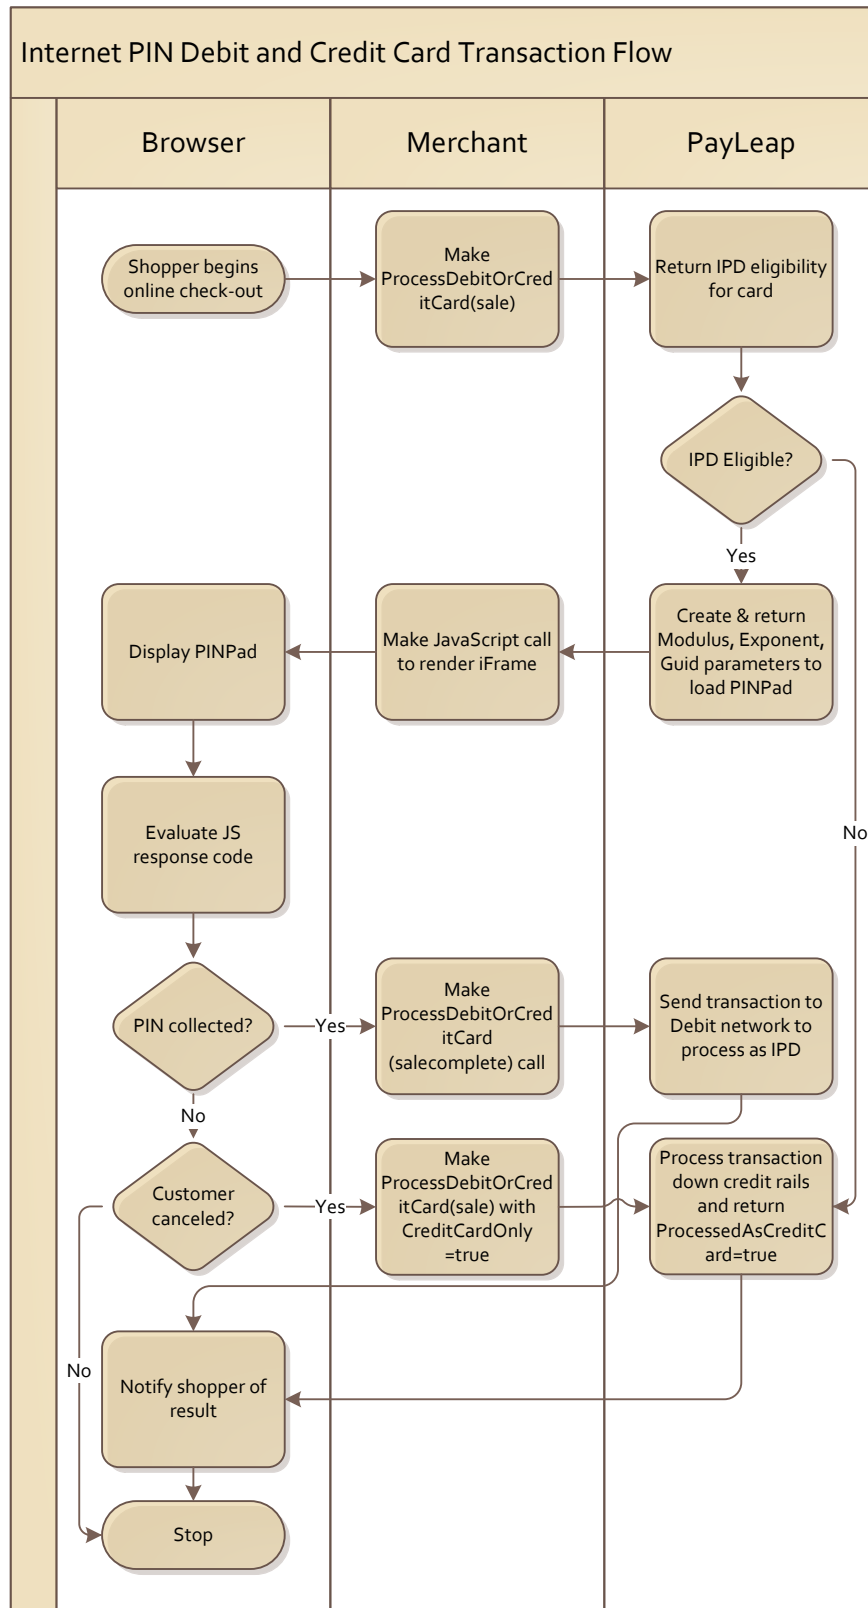 Internet PIN Debit and Credit Card Transaction Flow
Browser
Merchant
PayLeap
Shopper begins
online check-out
Make
ProcessDebitOrCred
itCard(sale)
Return IPD eligibility
for card
IPD Eligible?
Yes
No
Display PINPad
Make JavaScript call
to render iFrame
Create & return
Modulus, Exponent,
Guid parameters to
load PINPad
Evaluate JS
response code
PIN collected?
Yes
Make
ProcessDebitOrCred
itCard
(salecomplete) call
Send transaction to
Debit network to
process as IPD
No
Customer
canceled?
Yes
Make
ProcessDebitOrCred
itCard(sale) with
CreditCardOnly
=true
Process transaction
down credit rails
and return
ProcessedAsCreditC
ard=true
No
Notify shopper of
result
Stop